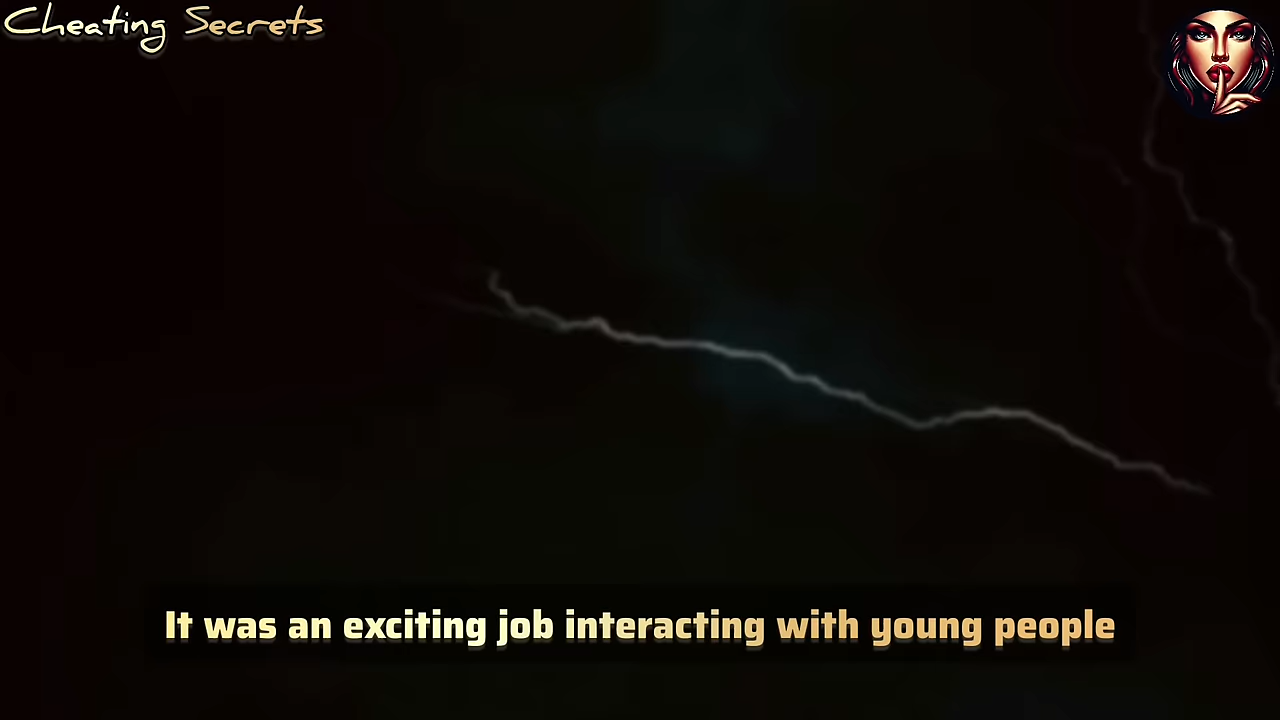 Cheating Secrets
It was an exciting job interacting with young people